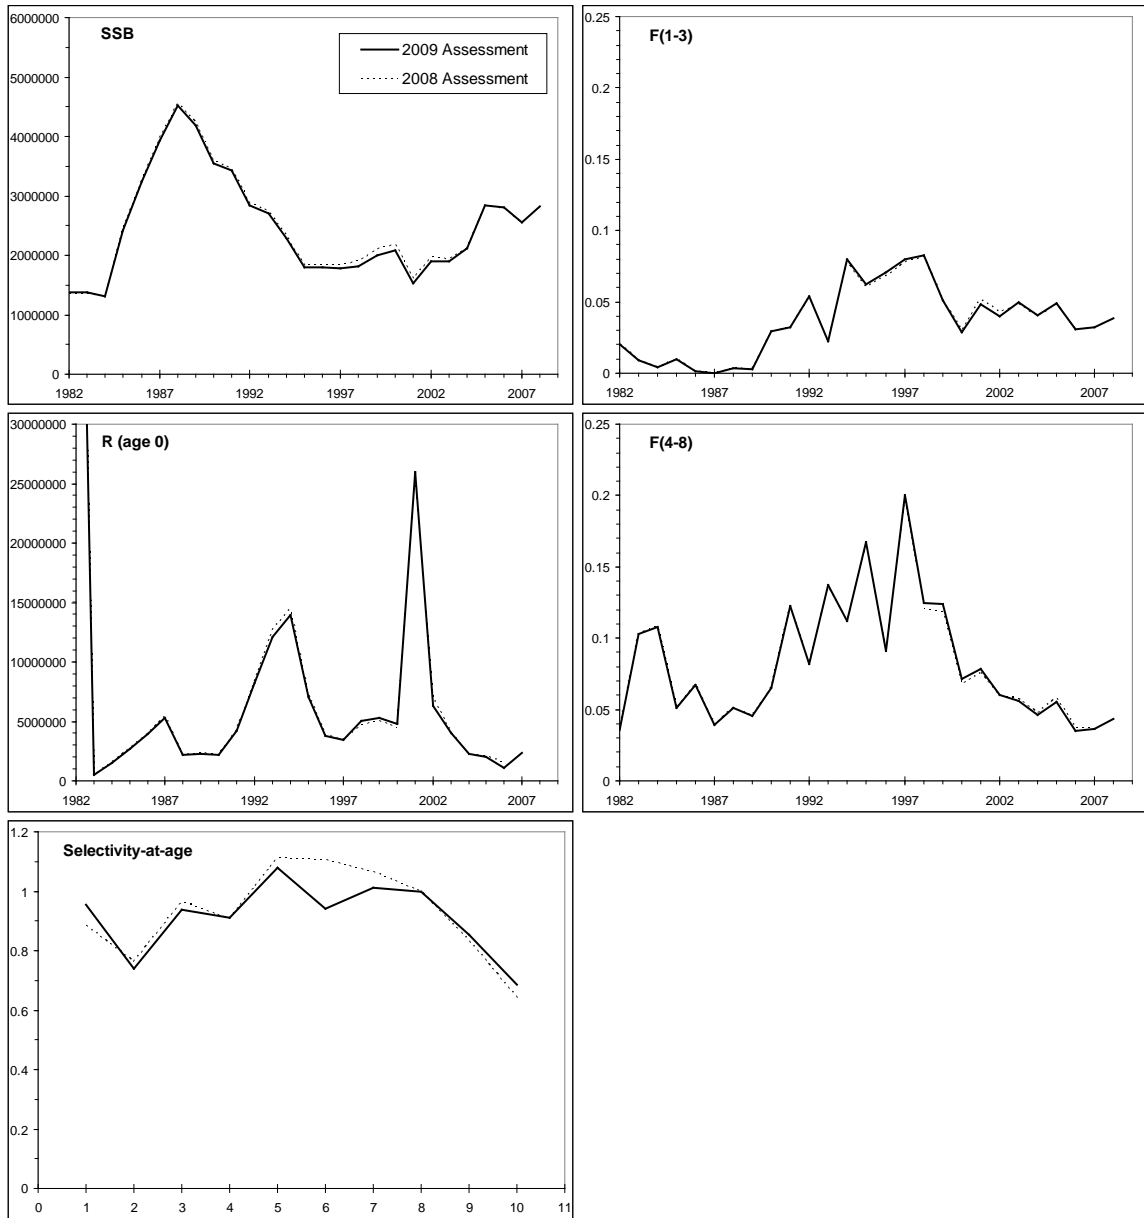 SSB
2009 Assessment
2008 Assessment
6000000
5000000
4000000
3000000
2000000
1000000
0
1982 1987 1992 1997 2002 2007
F(1-3)
0.25
0.2
0.15
0.1
0.05
0
1982 1987 1992 1997 2002 2007
R (age 0)
30000000
25000000
20000000
15000000
10000000
5000000
0
1982 1987 1992 1997 2002 2007
F(4-8)
0.25
0.2
0.15
0.1
0.05
0
1982 1987 1992 1997 2002 2007
Selectivity-at-age
1.2
1
0.8
0.6
0.4
0.2
0
0 1 2 3 4 5 6 7 8 9 10 11